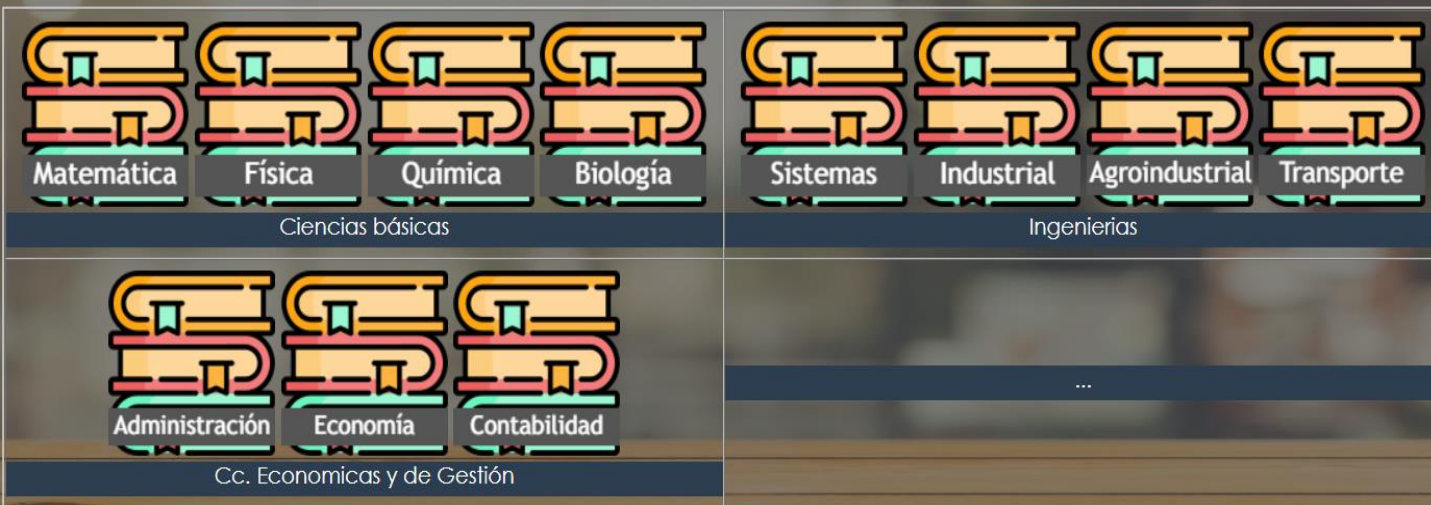 Matemática
Física
Química
Biología
Ciencias básicas
Sistemas
Industrial
Agroindustrial
Transporte
Ingenierias
Administración
Economía
Contabilidad
Cc. Economicas y de Gestión
...